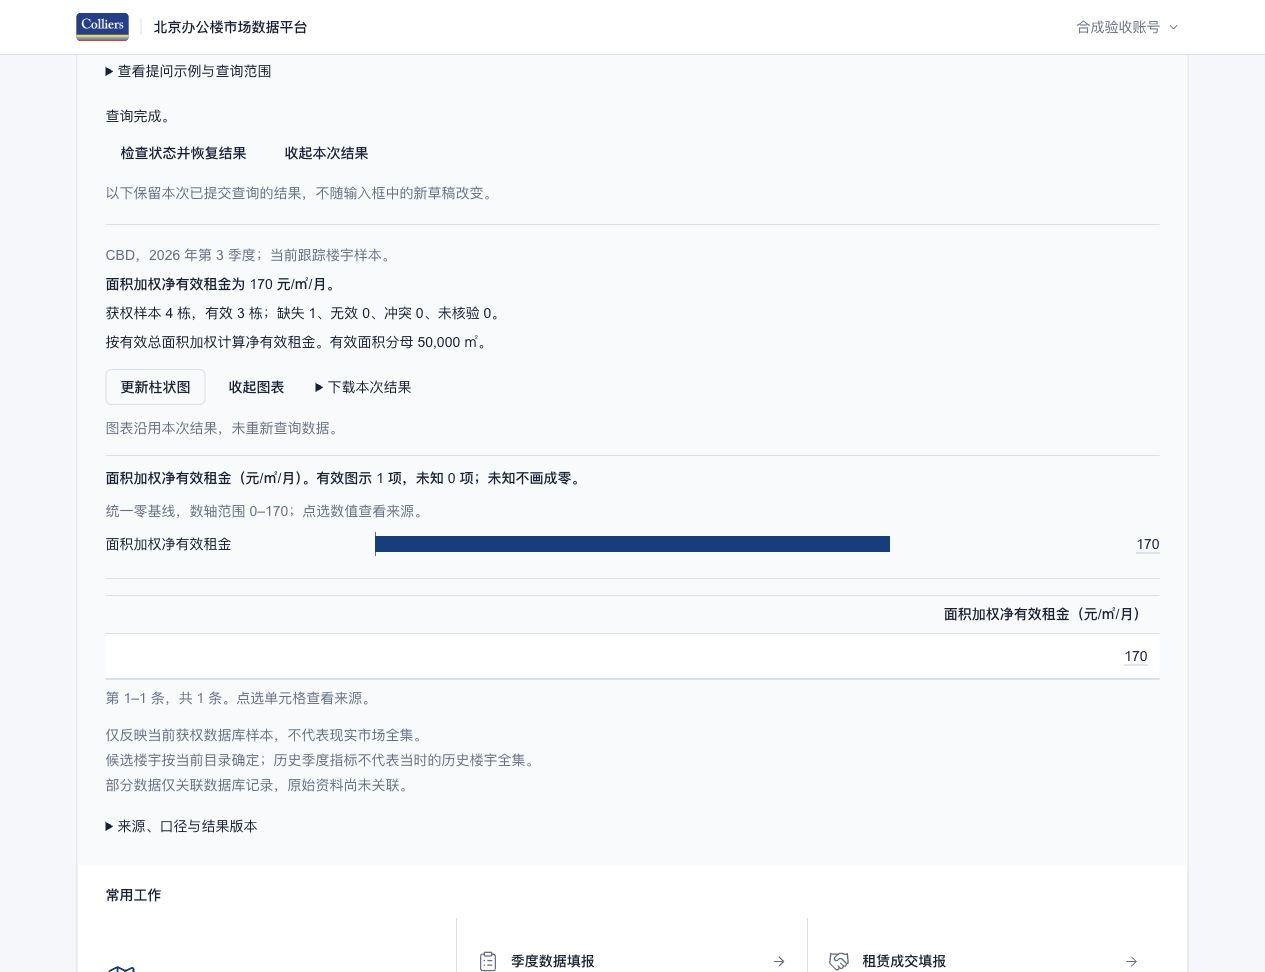 Colliers
北京办公楼市场数据平台
合成验收账号
查看提问示例与查询范围
查询完成。
检查状态并恢复结果
收起本次结果
以下保留本次已提交查询的结果，不随输入框中的新草稿改变。
CBD，2026 年第 3 季度；当前跟踪楼宇样本。
面积加权净有效租金为 170 元/㎡/月。
获权样本 4 栋，有效 3 栋；缺失 1、无效 0、冲突 0、未核验 0。
按有效总面积加权计算净有效租金。有效面积分母 50,000 ㎡。
更新柱状图
收起图表
下载本次结果
图表沿用本次结果，未重新查询数据。
面积加权净有效租金（元/㎡/月）。有效图示 1 项，未知 0 项；未知不画成零。
统一零基线，数轴范围 0–170；点选数值查看来源。
面积加权净有效租金
170
面积加权净有效租金（元/㎡/月）
170
第 1–1 条，共 1 条。点选单元格查看来源。
仅反映当前获权数据库样本，不代表现实市场全集。
候选楼宇按当前目录确定；历史季度指标不代表当时的历史楼宇全集。
部分数据仅关联数据库记录，原始资料尚未关联。
来源、口径与结果版本
常用工作
季度数据填报
租赁成交填报